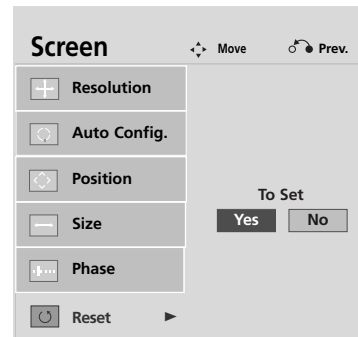 Screen
Move
Prev.
Resolution
Auto Config.
Position
Size
Phase
Reset ►
To Set
Yes No